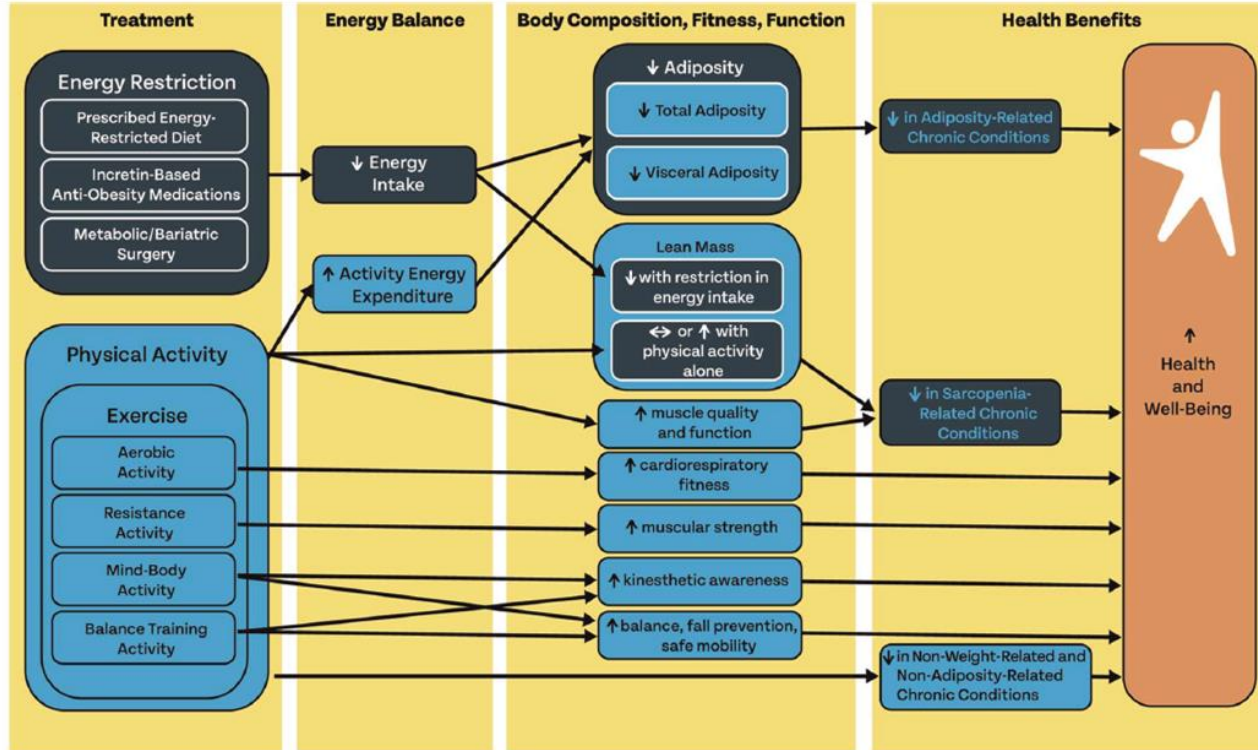 Treatment
Energy Balance
Body Composition, Fitness, Function
Health Benefits
Energy Restriction
Prescribed Energy-
Restricted Diet
Incretin-Based
Anti-Obesity Medications
Metabolic/Bariatric
Surgery
↓ Energy
Intake
↑ Activity Energy
Expenditure
↓ Adiposity
↓ Total Adiposity
↓ Visceral Adiposity
Lean Mass
↓ with restriction in
energy intake
↔ or ↑ with
physical activity
alone
↑ muscle quality
and function
↑ cardiorespiratory
fitness
↑ muscular strength
↑ kinesthetic awareness
↑ balance, fall prevention,
safe mobility
Physical Activity
Exercise
Aerobic
Activity
Resistance
Activity
Mind-Body
Activity
Balance Training
Activity
↓ in Adiposity-Related
Chronic Conditions
↓ in Sarcopenia-
Related Chronic
Conditions
↓ in Non-Weight-Related and
Non-Adiposity-Related
Chronic Conditions
↑
Health
and
Well-Being